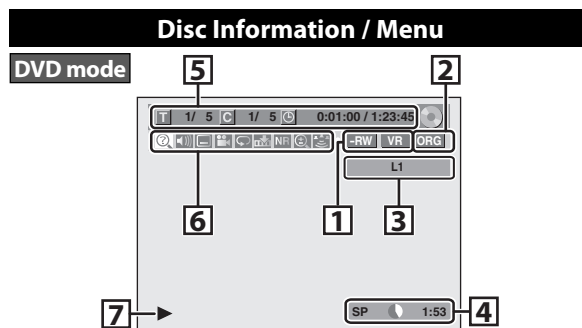 Disc Information / Menu
DVD mode
5
2
T 1/ 5 C 1/ 5 0:01:00 / 1:23:45
NR -RW VR ORG
L1
6
1
3
7
SP 1:53
4